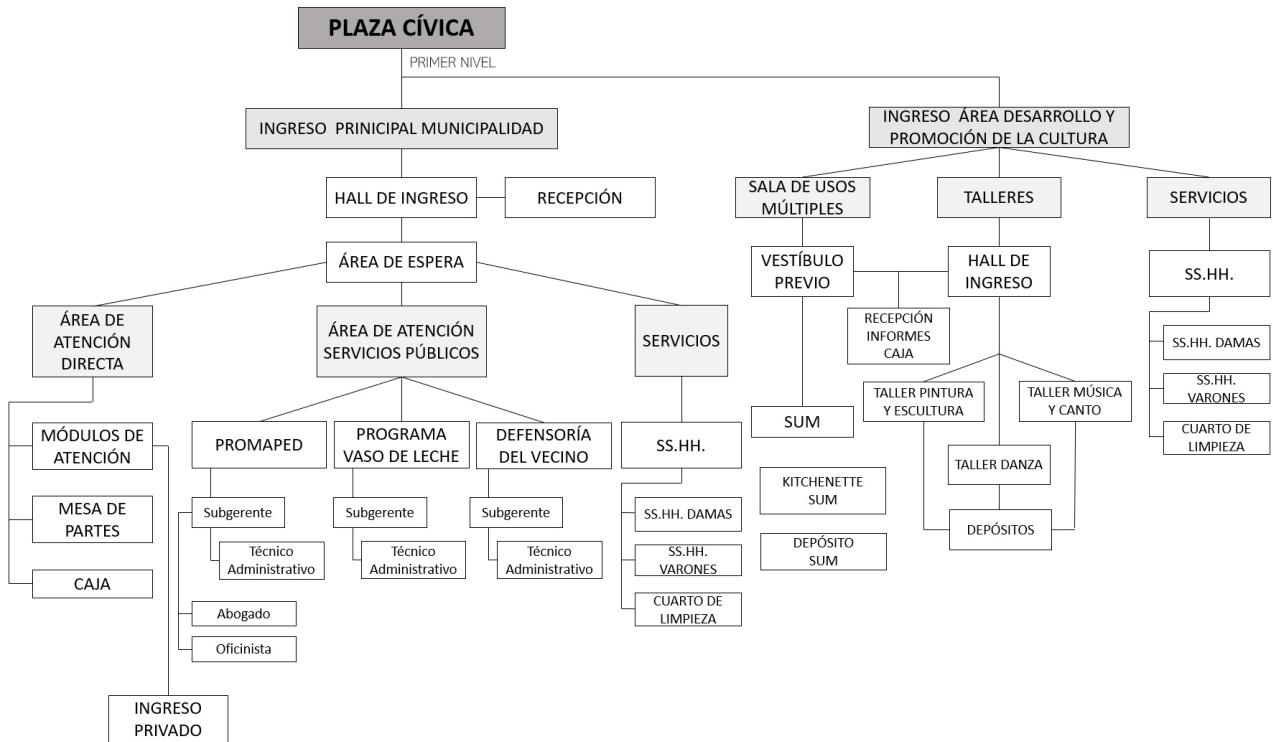 PLAZA CÍVICA
PRIMER NIVEL
INGRESO PRINICIPAL MUNICIPALIDAD
INGRESO ÁREA DESARROLLO Y
PROMOCIÓN DE LA CULTURA
HALL DE INGRESO
RECEPCIÓN
SALA DE USOS
MÚLTIPLES
TALLERES
SERVICIOS
ÁREA DE ESPERA
VESTÍBULO
PREVIO
HALL DE
INGRESO
SS.HH.
ÁREA DE
ATENCIÓN
DIRECTA
ÁREA DE ATENCIÓN
SERVICIOS PÚBLICOS
SERVICIOS
RECEPCIÓN
INFORMES
CAJA
SS.HH. DAMAS
SS.HH.
VARONES
CUARTO DE
LIMPIEZA
TALLER PINTURA
Y ESCULTURA
TALLER MÚSICA
Y CANTO
MÓDULOS DE
ATENCIÓN
PROMAPED
PROGRAMA
VASO DE LECHE
DEFENSORÍA
DEL VECINO
SS.HH.
SUM
TALLER DANZA
KITCHENETTE
SUM
MESA DE
PARTES
Subgerente
Subgerente
Subgerente
SS.HH. DAMAS
DEPÓSITOS
Técnico
Administrativo
Técnico
Administrativo
Técnico
Administrativo
SS.HH.
VARONES
DEPÓSITO
SUM
CAJA
Abogado
CUARTO DE
LIMPIEZA
Oficinista
INGRESO
PRIVADO